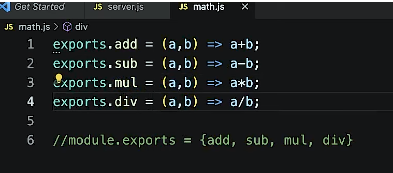 Get Started JS server.js JS math.js X
JS math.js > div
1 exports.add = (a,b) => a+b;
2 exports.sub = (a,b) => a-b;
3 exports.mul = (a,b) => a*b;
4 exports.div = (a,b) => a/b;
5
6 //module.exports = {add, sub, mul, div}